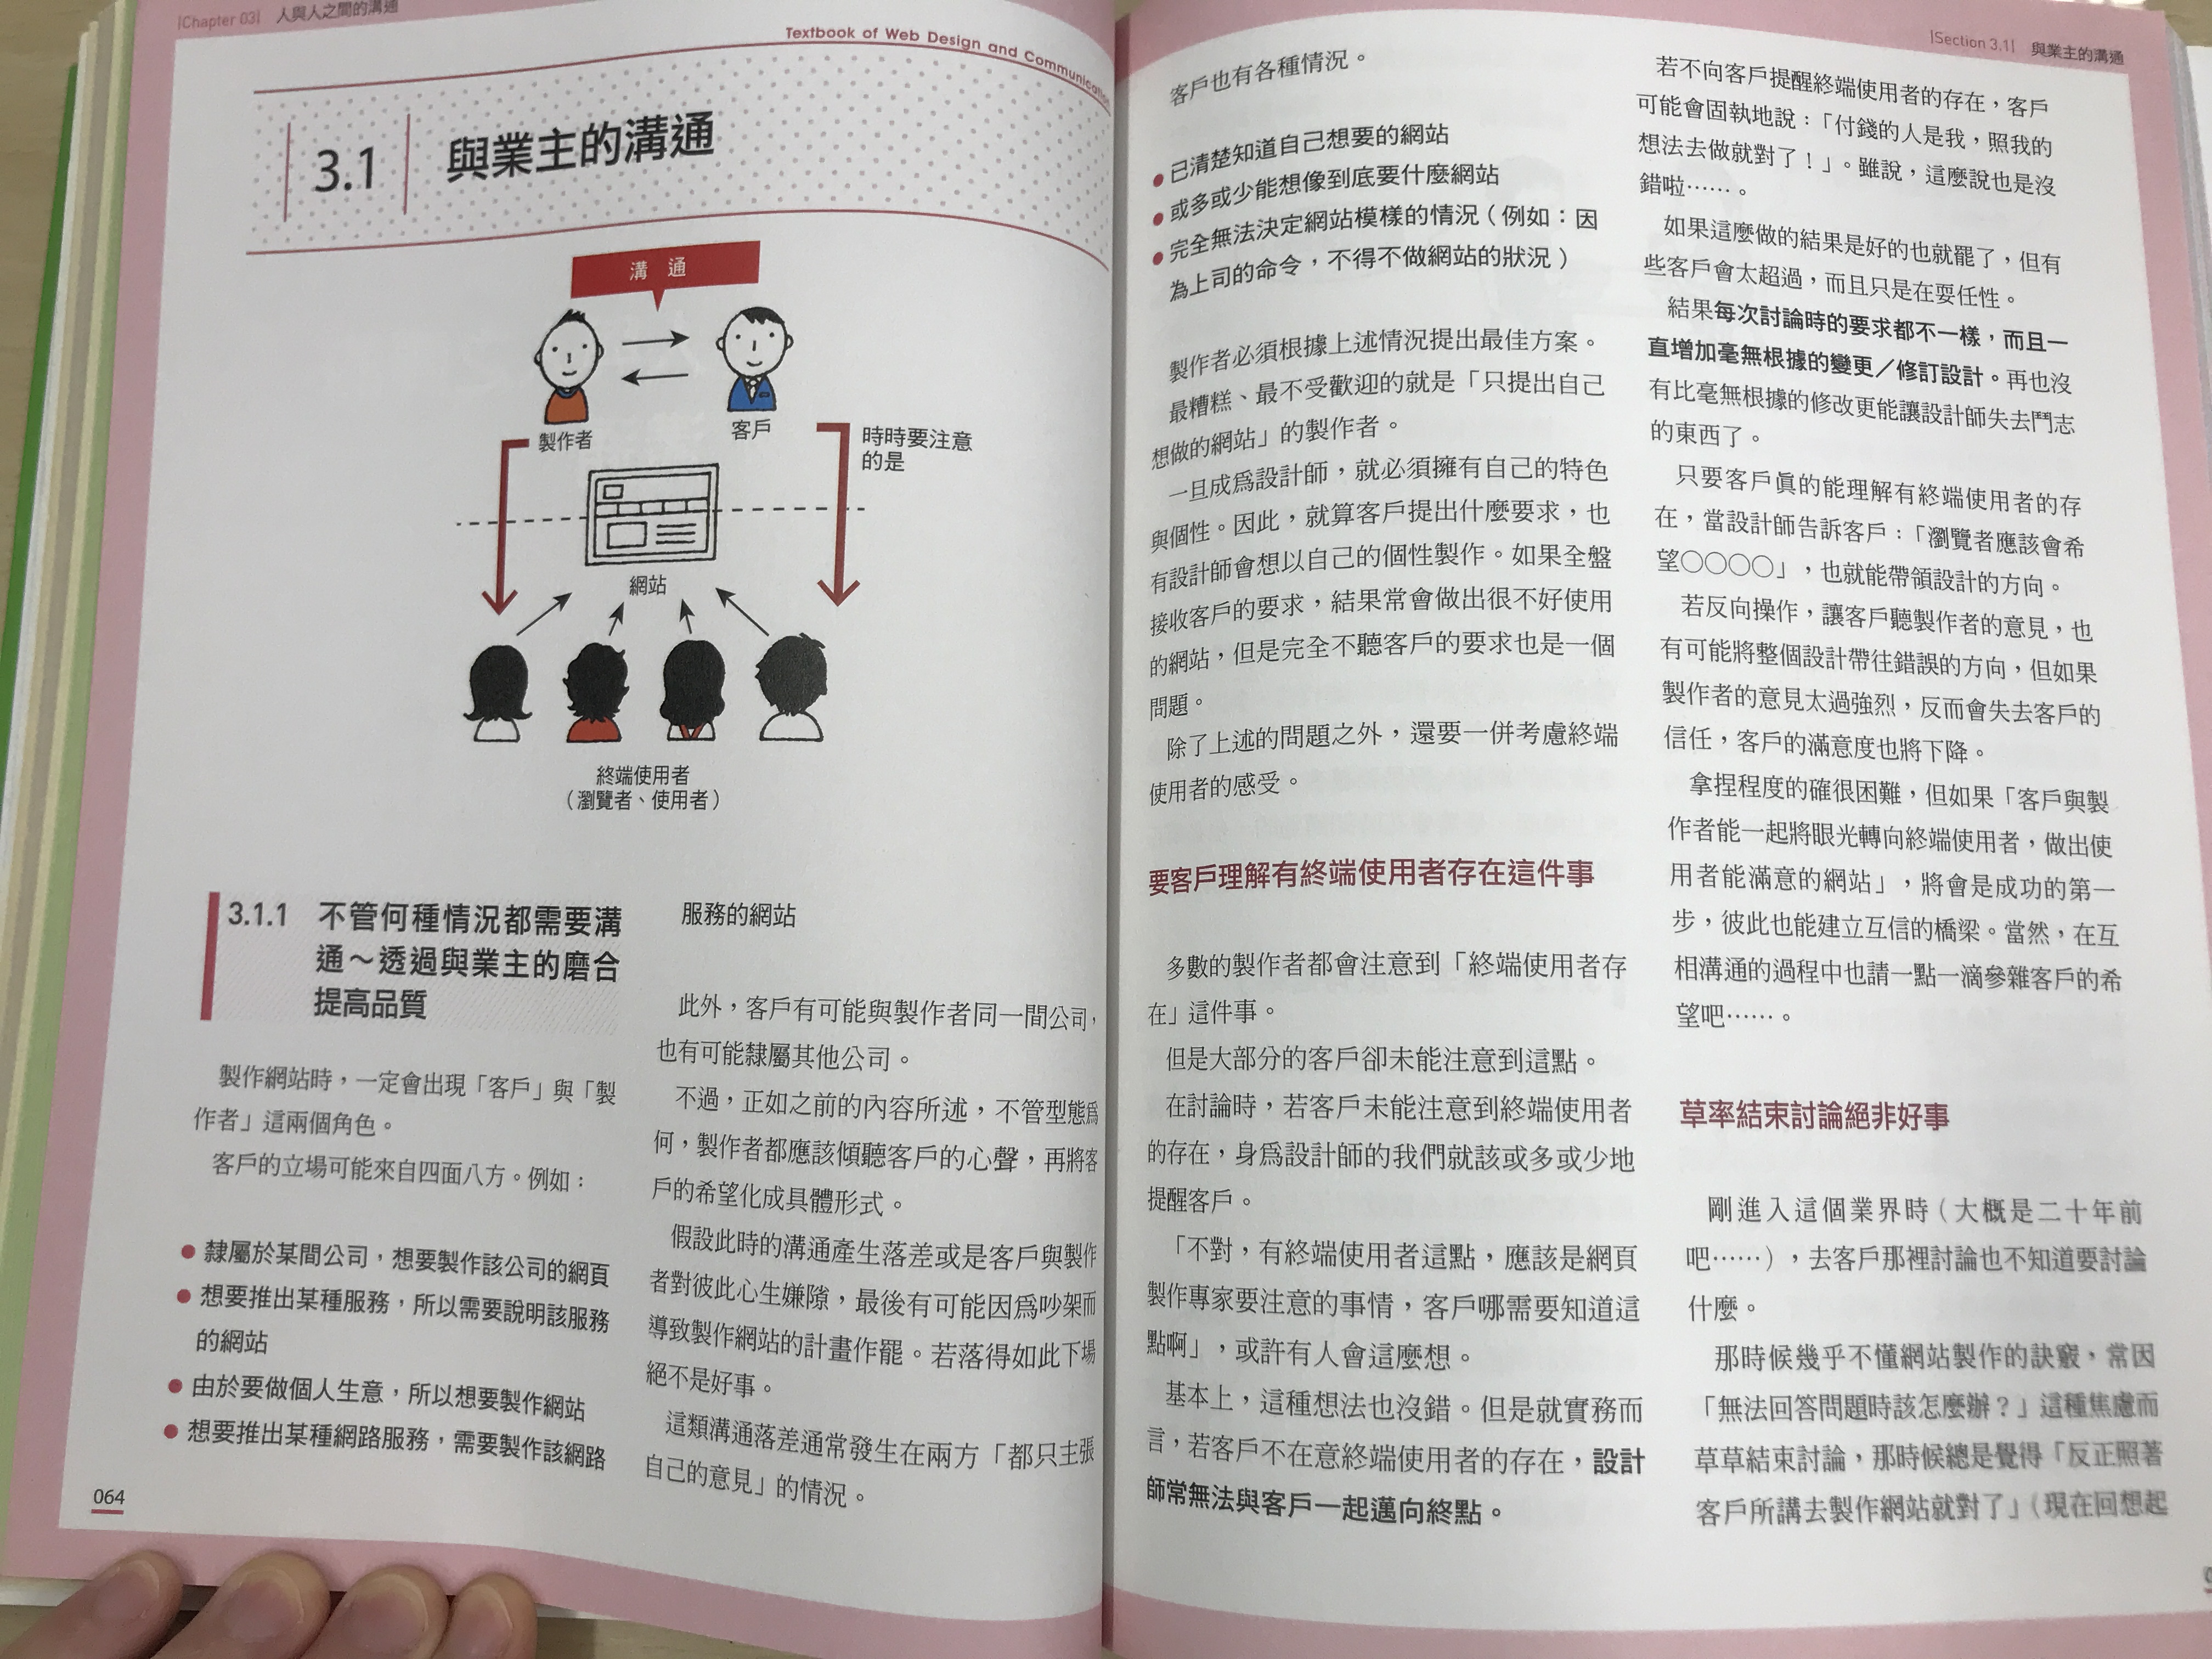 |Chapter 03| 人與人之間的溝通
Textbook of Web Design and Communication
3.1 與業主的溝通
溝 通
製作者
客戶
時時要注意
的是
網站
終端使用者
(瀏覽者、使用者)
3.1.1 不管何種情況都需要溝
通～透過與業主的磨合
提高品質
製作網站時，一定會出現「客戶」與「製
作者」這兩個角色。
客戶的立場可能來自四面八方。例如：
● 隸屬於某間公司，想要製作該公司的網頁
● 想要推出某種服務，所以需要說明該服務
的網站
● 由於要做個人生意，所以想要製作網站
● 想要推出某種網路服務，需要製作該網路
服務的網站
此外，客戶有可能與製作者同一間公司，
也有可能隸屬其他公司。
不過，正如之前的內容所述，不管型態為
何，製作者都應該傾聽客戶的心聲，再將客
戶的希望化成具體形式。
假設此時的溝通產生落差或是客戶與製作
者對彼此心生嫌隙，最後有可能因為吵架而
導致製作網站的計畫作罷。若落得如此下場
絕不是好事。
這類溝通落差通常發生在兩方「都只主張
自己的意見」的情況。
064
|Section 3.1| 與業主的溝通
客戶也有各種情況。
● 已清楚知道自己想要的網站
● 或多或少能想像到底要什麼網站
● 完全無法決定網站模樣的情況（例如：因
為上司的命令，不得不做網站的狀況）
製作者必須根據上述情況提出最佳方案。
最糟糕、最不受歡迎的就是「只提出自己
想做的網站」的製作者。
一旦成為設計師，就必須擁有自己的特色
與個性。因此，就算客戶提出什麼要求，也
有設計師會想以自己的個性製作。如果全盤
接收客戶的要求，結果常會做出很不好使用
的網站，但是完全不聽客戶的要求也是一個
問題。
除了上述的問題之外，還要一併考慮終端
使用者的感受。
要客戶理解有終端使用者存在這件事
多數的製作者都會注意到「終端使用者存
在」這件事。
但是大部分的客戶卻未能注意到這點。
在討論時，若客戶未能注意到終端使用者
的存在，身為設計師的我們就該或多或少地
提醒客戶。
「不對，有終端使用者這點，應該是網頁
製作專家要注意的事情，客戶哪需要知道這
點啊」，或許有人會這麼想。
基本上，這種想法也沒錯。但是就實務而
言，若客戶不在意終端使用者的存在，設計
師常無法與客戶一起邁向終點。
若不向客戶提醒終端使用者的存在，客戶
可能會固執地說：「付錢的人是我，照我的
想法去做就對了！」。雖說，這麼說也是沒
錯啦……。
如果這麼做的結果是好的也就罷了，但有
些客戶會太超過，而且只是在耍任性。
結果每次討論時的要求都不一樣，而且一
直增加毫無根據的變更／修訂設計。再也沒
有比毫無根據的修改更能讓設計師失去鬥志
的東西了。
只要客戶真的能理解有終端使用者的存
在，當設計師告訴客戶：「瀏覽者應該會希
望〇〇〇〇」，也就能帶領設計的方向。
若反向操作，讓客戶聽製作者的意見，也
有可能將整個設計帶往錯誤的方向，但如果
製作者的意見太過強烈，反而會失去客戶的
信任，客戶的滿意度也將下降。
拿捏程度的確很困難，但如果「客戶與製
作者能一起將眼光轉向終端使用者，做出使
用者能滿意的網站」，將會是成功的第一
步，彼此也能建立互信的橋梁。當然，在互
相溝通的過程中也請一點一滴參雜客戶的希
望吧……。
草率結束討論絕非好事
剛進入這個業界時（大概是二十年前
吧……），去客戶那裡討論也不知道要討論
什麼。
那時候幾乎不懂網站製作的訣竅，常因
「無法回答問題時該怎麼辦？」這種焦慮而
草草結束討論，那時候總是覺得「反正照著
客戶所講去製作網站就對了」（現在回想起